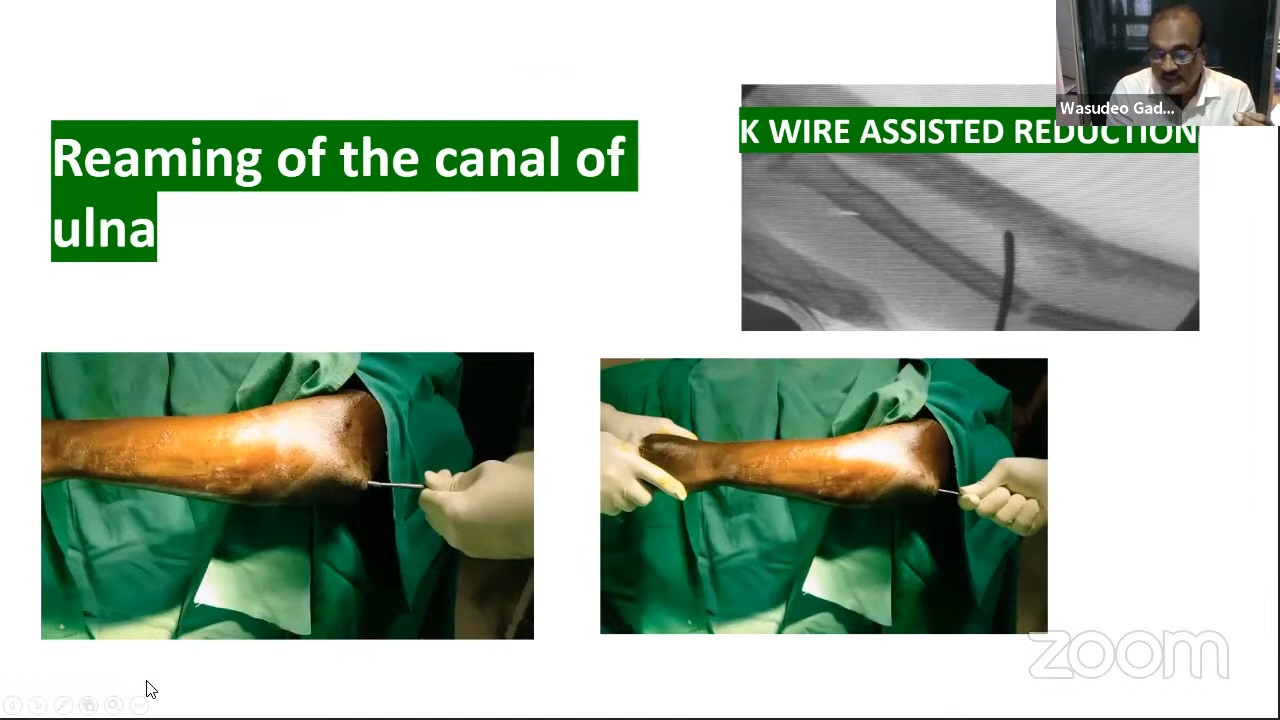 Wasudeo Gad...
K WIRE ASSISTED REDUCTION
Reaming of the canal of
ulna
zoom